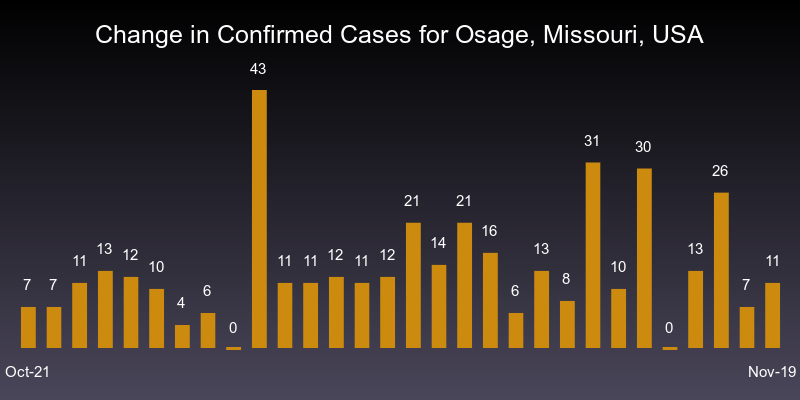 Change in Confirmed Cases for Osage, Missouri, USA
7 7 11 13 12 10 4 6 0 43 11 11 12 11 12 21 14 21 16 6 13 8 31 10 30 0 13 26 7 11
Oct-21 Nov-19